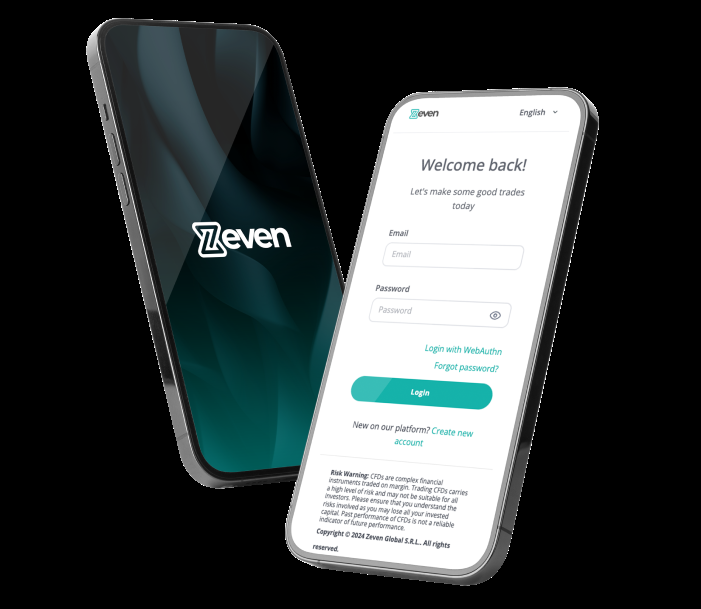 Zeven
Zeven
English
Welcome back!
Let's make some good trades
today
Email
Email
Password
Password
Login with WebAuthn
Forgot password?
Login
New on our platform? Create new
account
Risk Warning: CFDs are complex financial
instruments traded on margin. Trading CFDs carries
a high level of risk and may not be suitable for all
investors. Please ensure that you understand the
risks involved as you may lose all your invested
capital. Past performance of CFDs is not a reliable
indicator of future performance.
Copyright © 2024 Zeven Global S.R.L.. All rights
reserved.